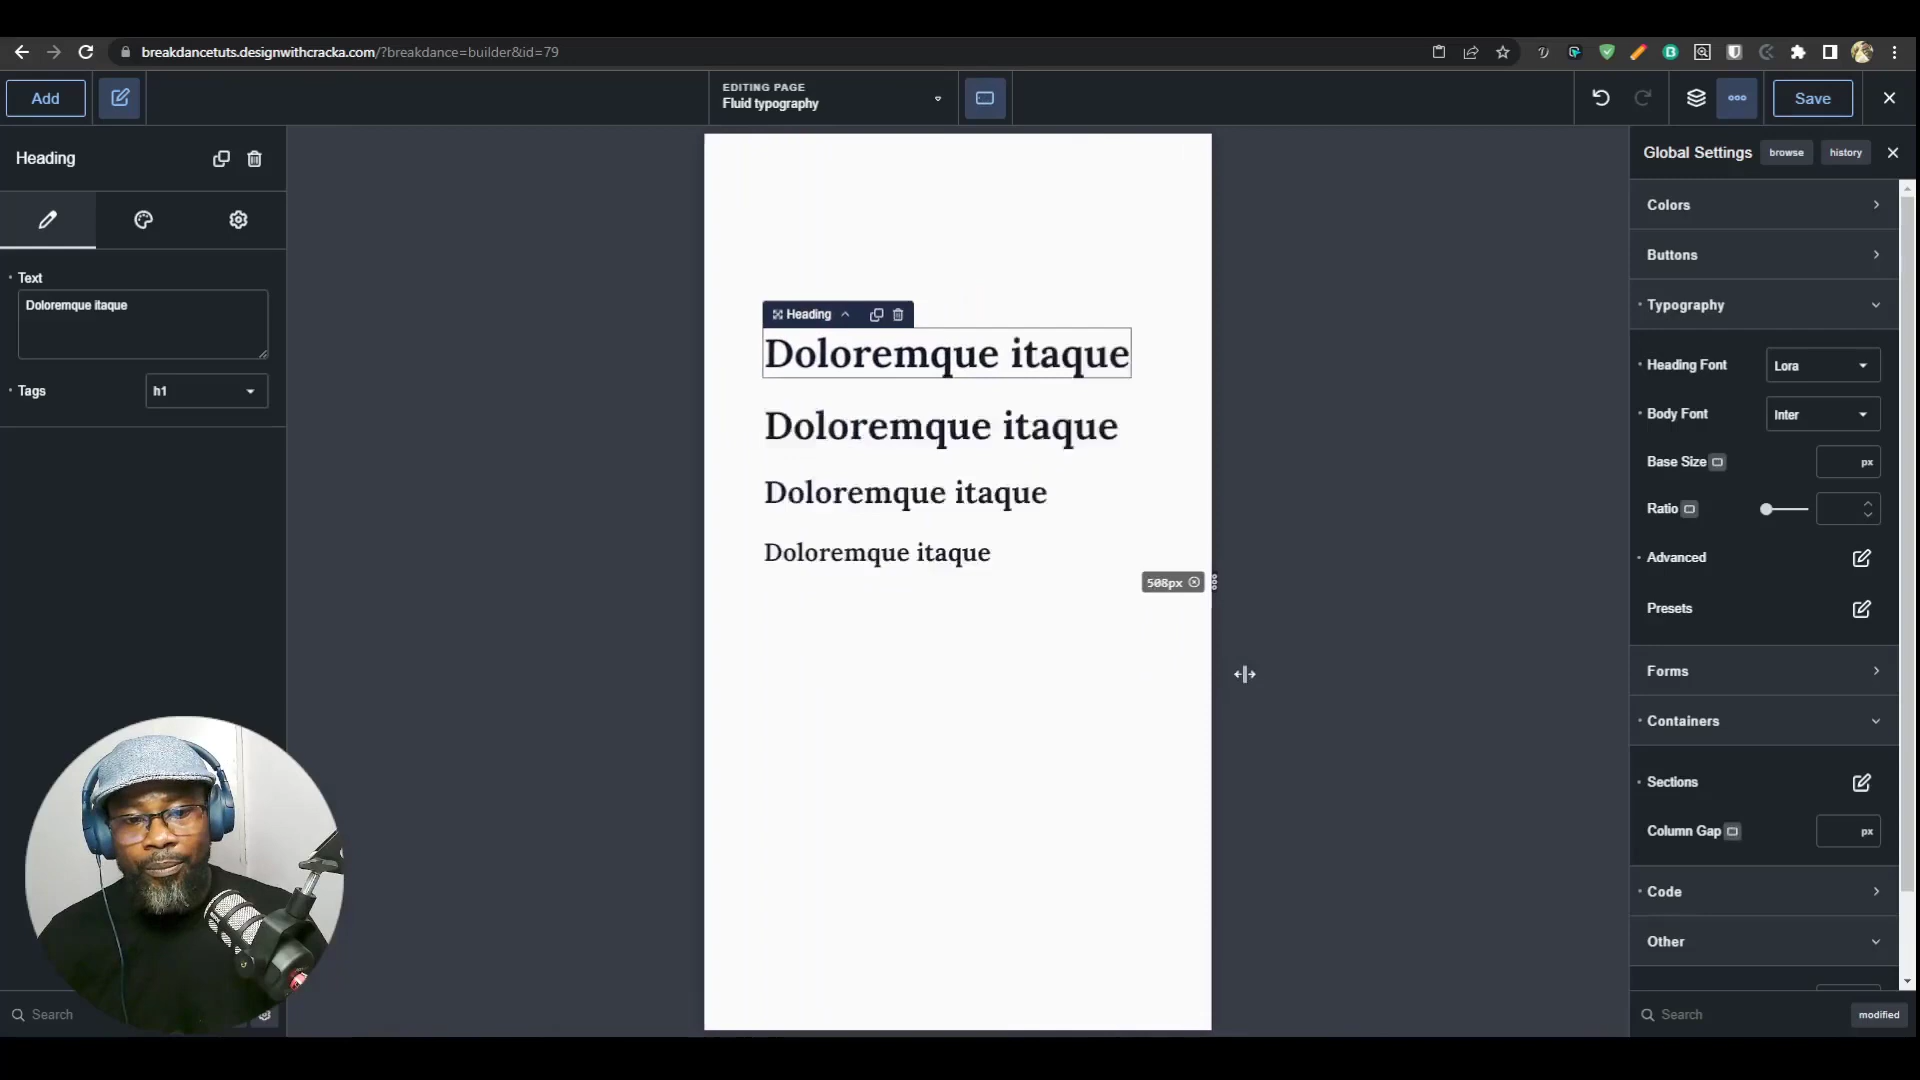 breakdancetuts.designwithcracka.com/?breakdance=builder&id=79
Add
EDITING PAGE
Fluid typography
Save
Heading
Global Settings
browse
history
Colors
Buttons
Text
Doloremque itaque
Typography
Heading
Doloremque itaque
Heading Font
Lora
Tags
h1
Body Font
Inter
Doloremque itaque
Base Size
px
Doloremque itaque
Ratio
Doloremque itaque
Advanced
508px
Presets
Forms
Containers
Sections
Column Gap
px
Code
Other
Search
Search
modified